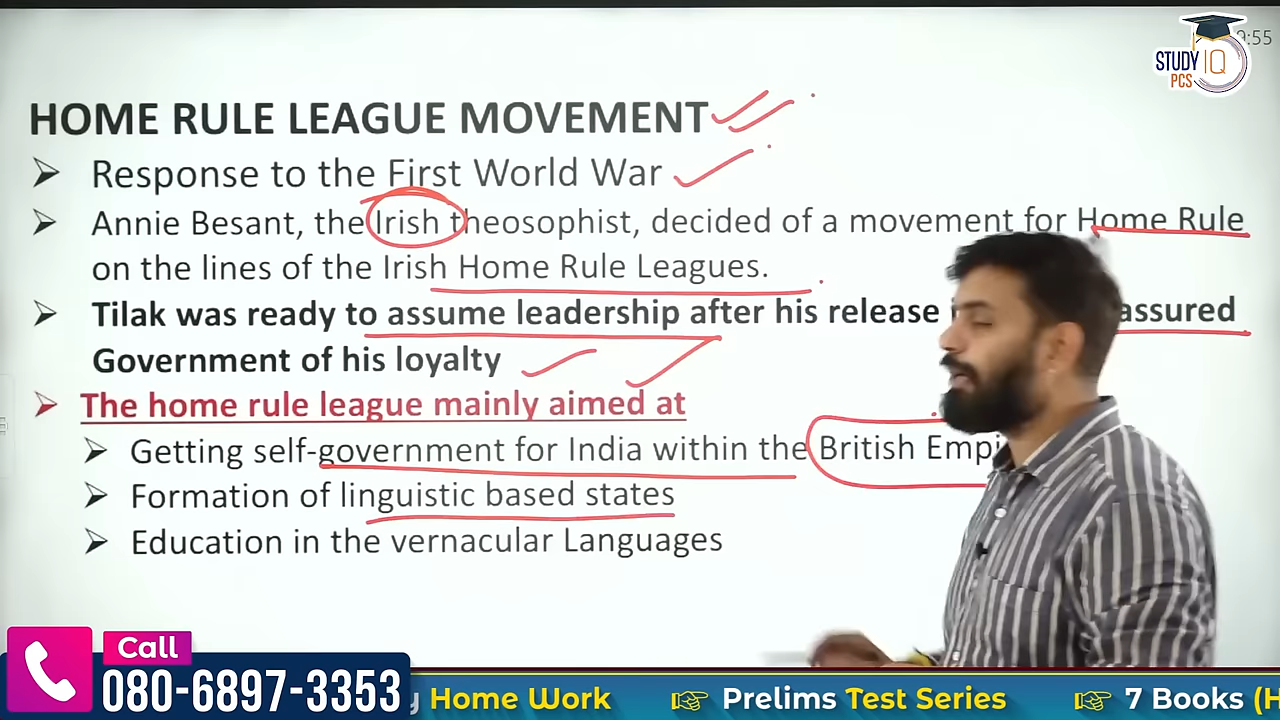 STUDY IQ
PCS
:55
HOME RULE LEAGUE MOVEMENT
➤ Response to the First World War
➤ Annie Besant, the Irish theosophist, decided of a movement for Home Rule
on the lines of the Irish Home Rule Leagues.
➤ Tilak was ready to assume leadership after his release assured
Government of his loyalty
➤ The home rule league mainly aimed at
➤ Getting self-government for India within the British Emp
➤ Formation of linguistic based states
➤ Education in the vernacular Languages
Call
080-6897-3353
Home Work Prelims Test Series 7 Books (H